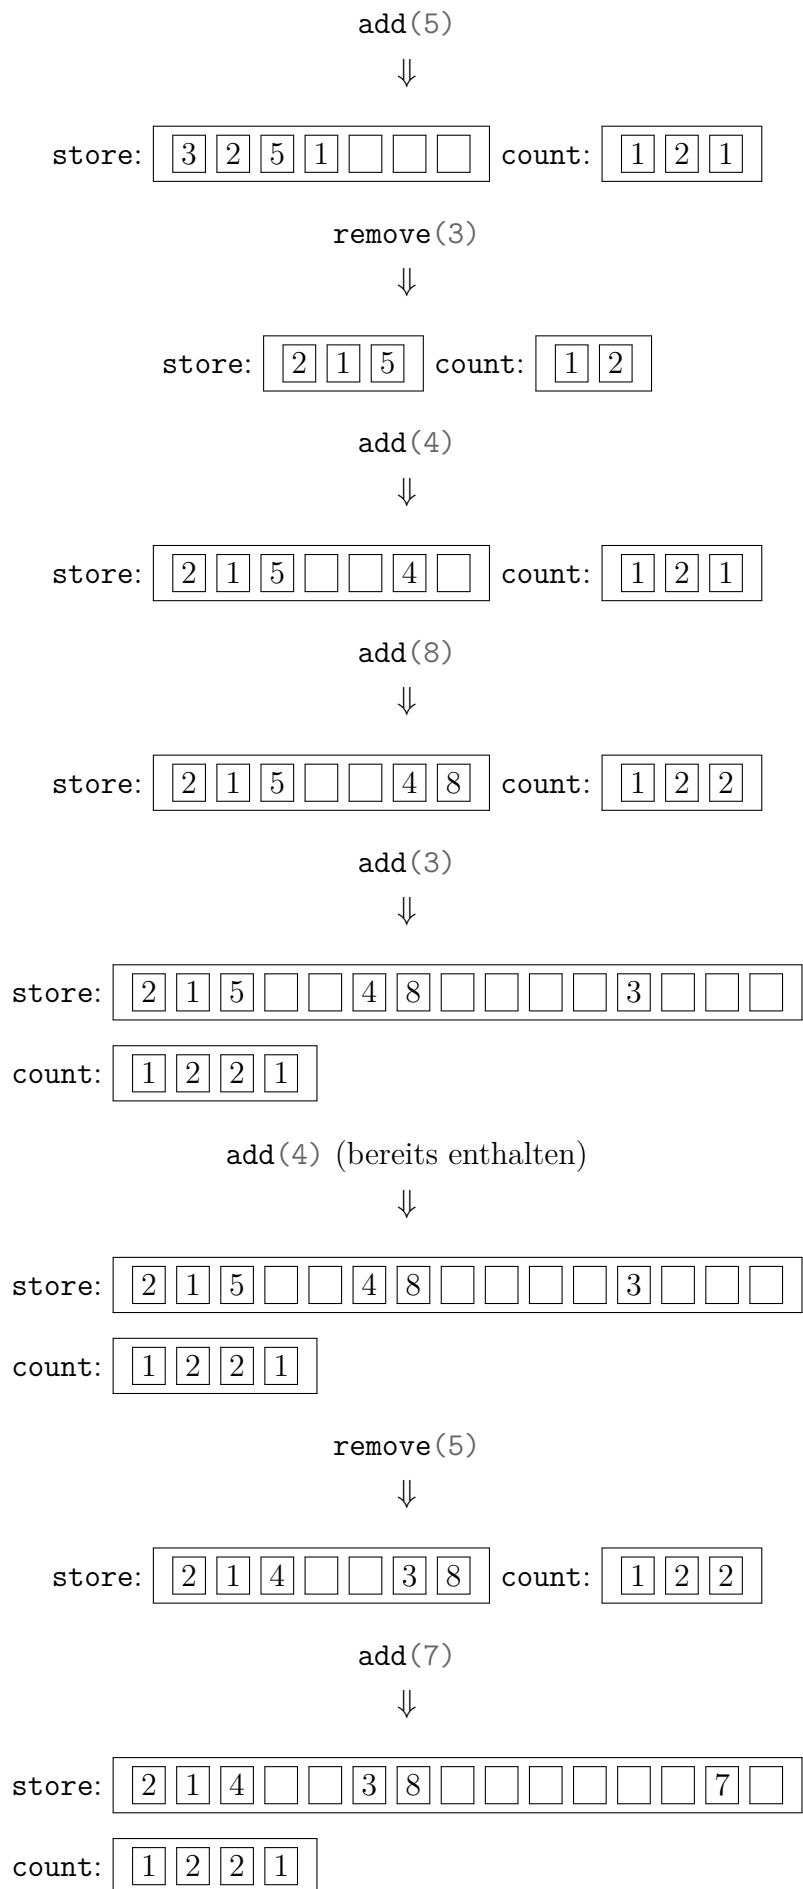 add(5)
⇓
store: 3 2 5 1 count: 1 2 1
remove(3)
⇓
store: 2 1 5 count: 1 2
add(4)
⇓
store: 2 1 5 4 count: 1 2 1
add(8)
⇓
store: 2 1 5 4 8 count: 1 2 2
add(3)
⇓
store: 2 1 5 4 8 3
count: 1 2 2 1
add(4) (bereits enthalten)
⇓
store: 2 1 5 4 8 3
count: 1 2 2 1
remove(5)
⇓
store: 2 1 4 3 8 count: 1 2 2
add(7)
⇓
store: 2 1 4 3 8 7
count: 1 2 2 1